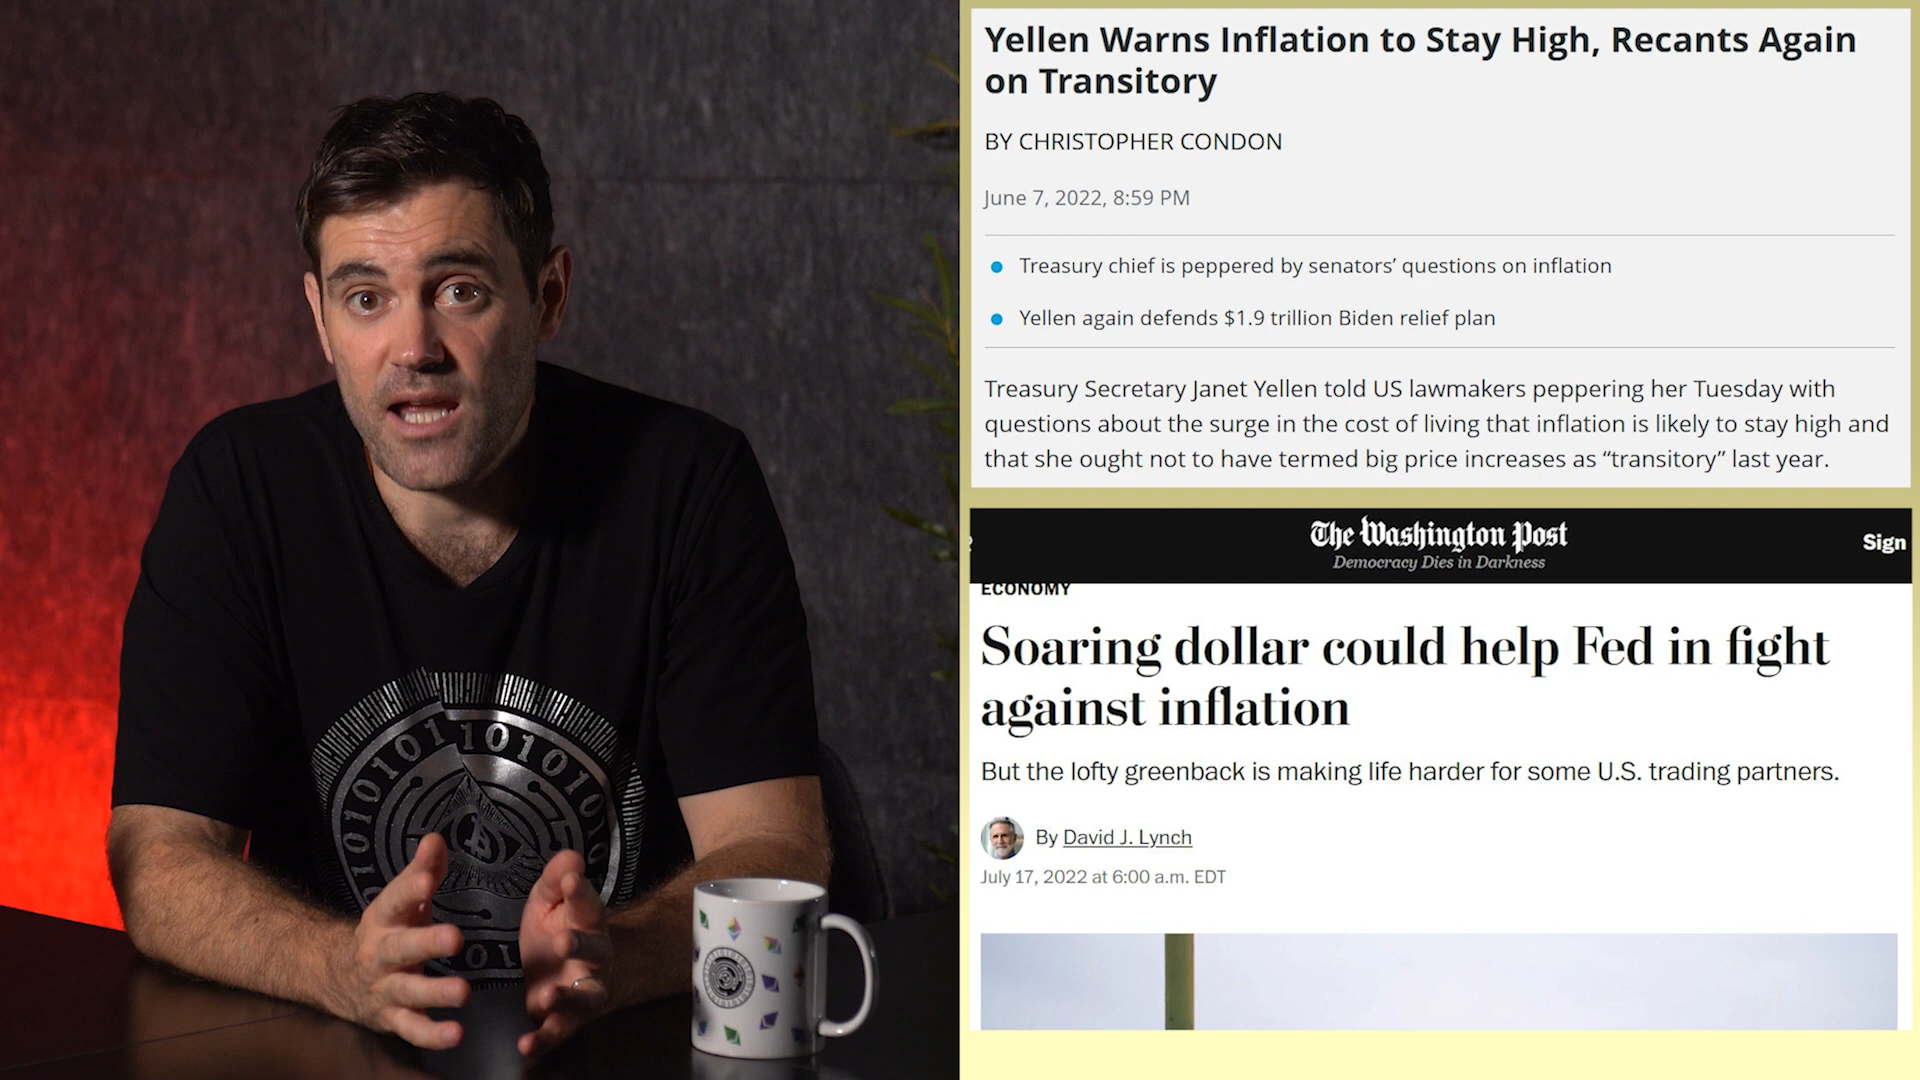 Yellen Warns Inflation to Stay High, Recants Again
on Transitory
BY CHRISTOPHER CONDON
June 7, 2022, 8:59 PM
Treasury chief is peppered by senators’ questions on inflation
Yellen again defends $1.9 trillion Biden relief plan
Treasury Secretary Janet Yellen told US lawmakers peppering her Tuesday with
questions about the surge in the cost of living that inflation is likely to stay high and
that she ought not to have termed big price increases as “transitory” last year.
The Washington Post
Democracy Dies in Darkness
Sign
ECONOMY
Soaring dollar could help Fed in fight
against inflation
But the lofty greenback is making life harder for some U.S. trading partners.
By David J. Lynch
July 17, 2022 at 6:00 a.m. EDT